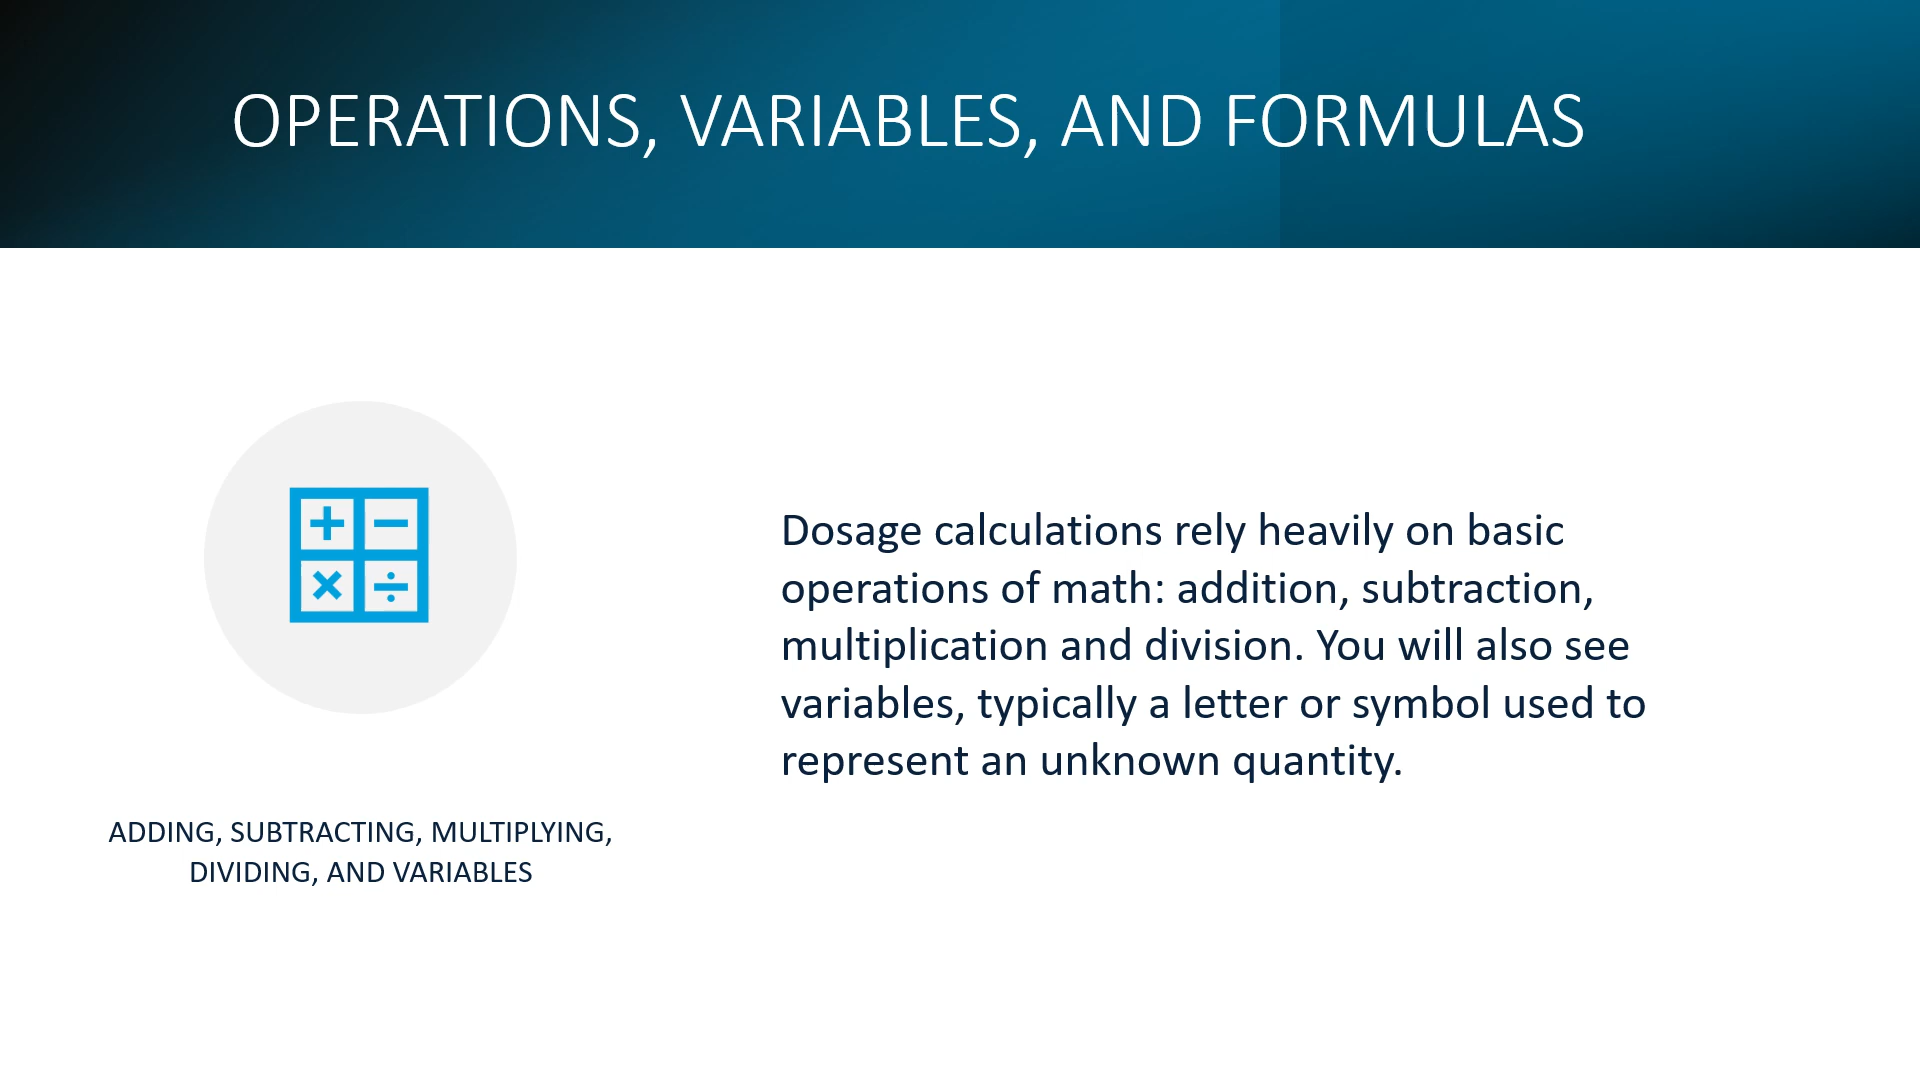 OPERATIONS, VARIABLES, AND FORMULAS
Dosage calculations rely heavily on basic
operations of math: addition, subtraction,
multiplication and division. You will also see
variables, typically a letter or symbol used to
represent an unknown quantity.
ADDING, SUBTRACTING, MULTIPLYING,
DIVIDING, AND VARIABLES